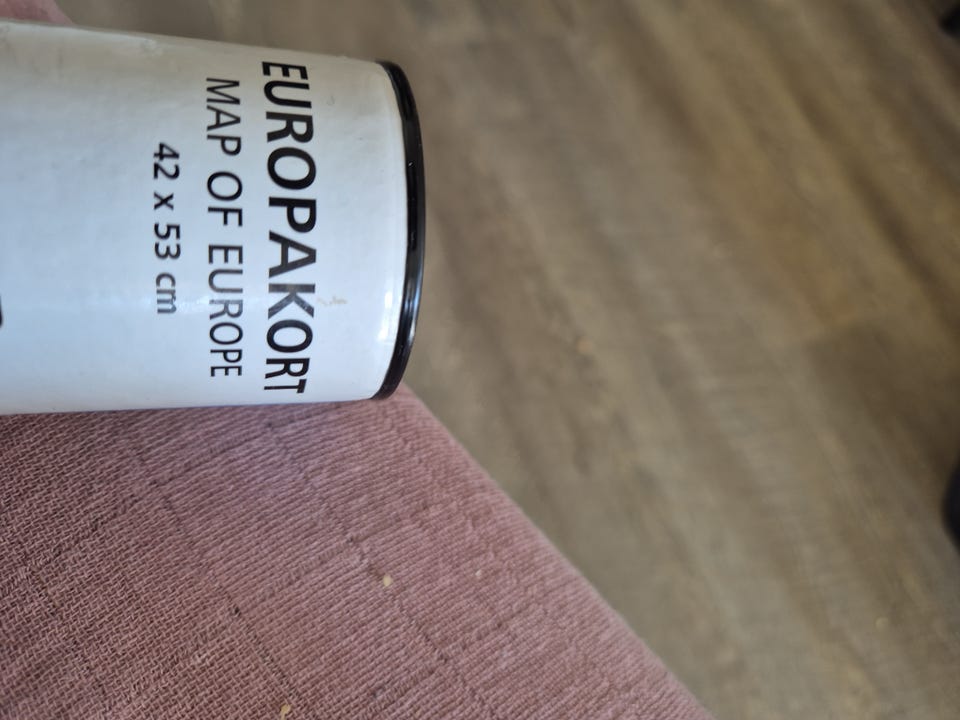 EUROPAKORT
MAP OF EUROPE
42 x 53 cm